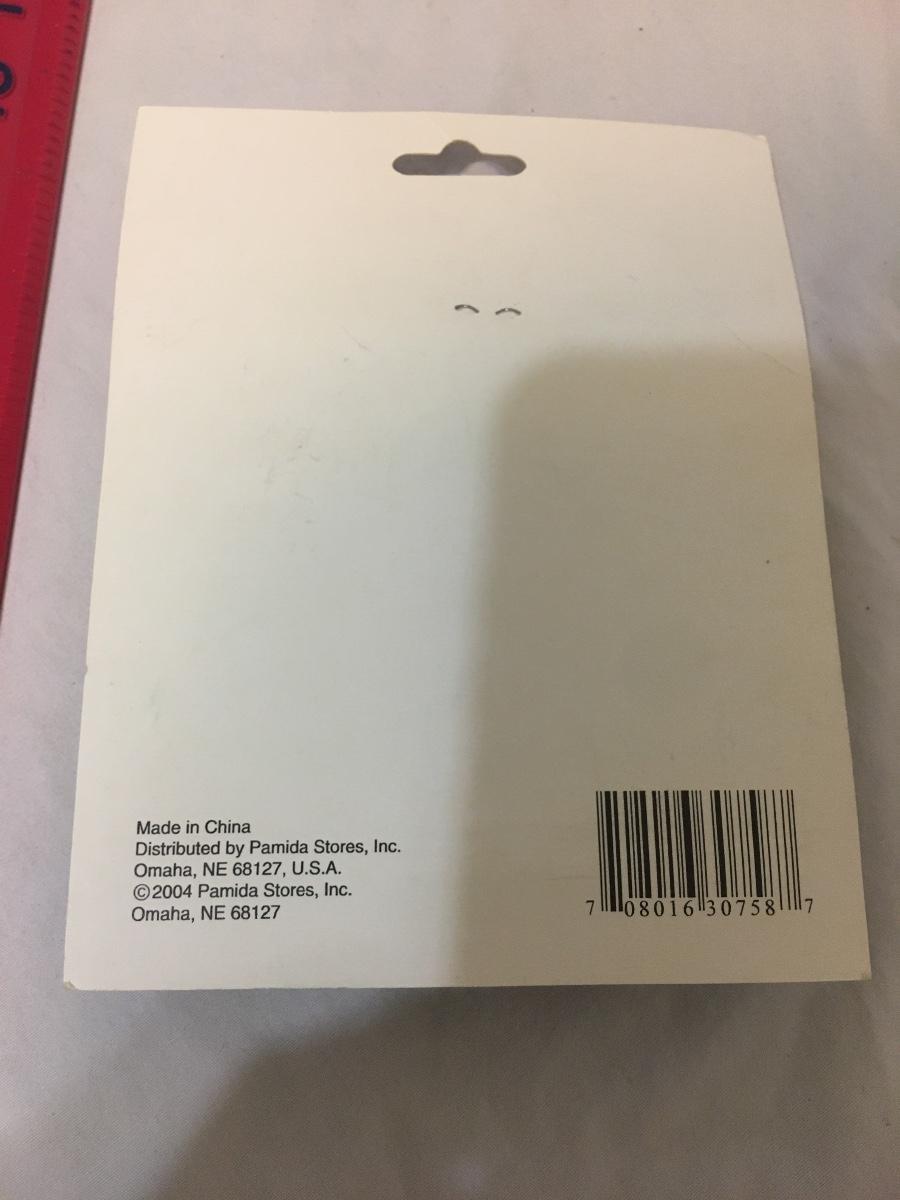 Made in China
Distributed by Pamida Stores, Inc.
Omaha, NE 68127, U.S.A.
©2004 Pamida Stores, Inc.
Omaha, NE 68127
7 08016 30758 7